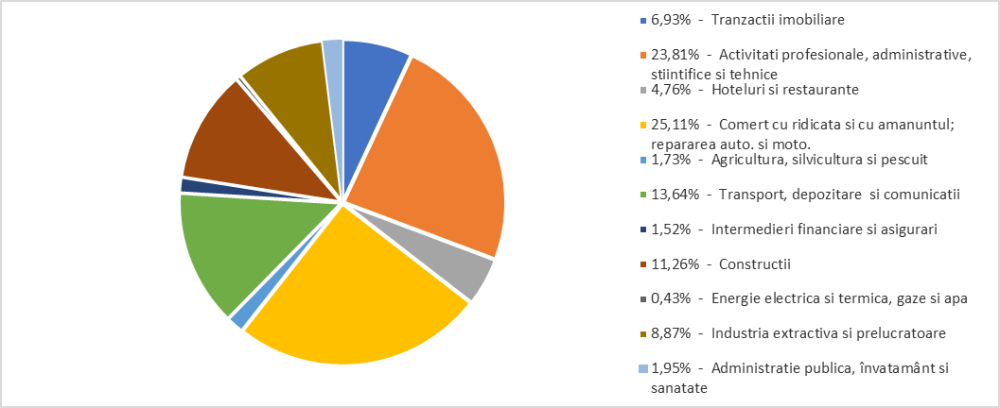 6,93%  -  Tranzactii imobiliare
23,81%  -  Activitati profesionale, administrative,
stiintifice si tehnice
4,76%  -  Hoteluri si restaurante
25,11%  -  Comert cu ridicata si cu amanuntul;
repararea auto. si moto.
1,73%  -  Agricultura, silvicultura si pescuit
13,64%  -  Transport, depozitare  si comunicatii
1,52%  -  Intermedieri financiare si asigurari
11,26%  -  Constructii
0,43%  -  Energie electrica si termica, gaze si apa
8,87%  -  Industria extractiva si prelucratoare
1,95%  -  Administratie publica, învatamânt si
sanatate